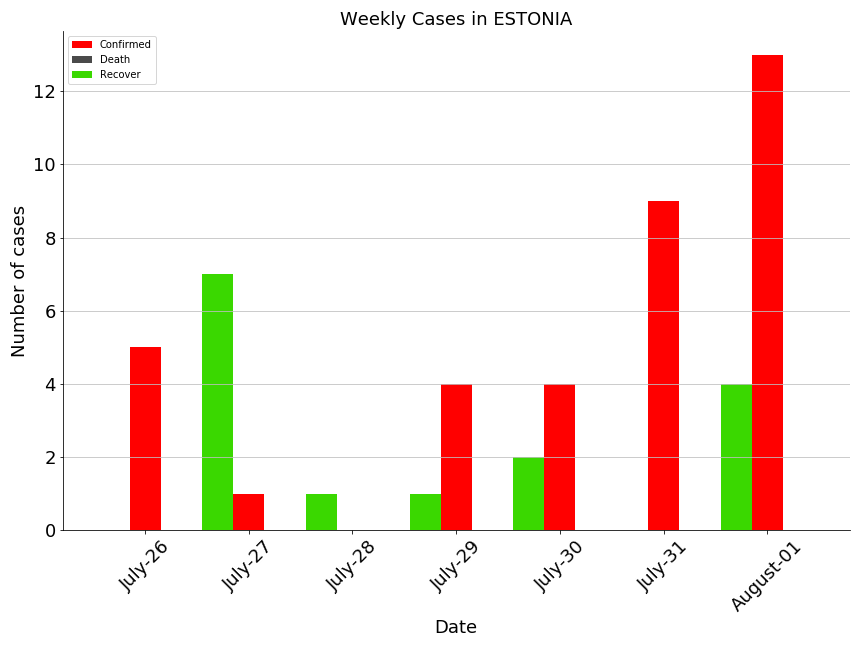 Weekly Cases in ESTONIA
Confirmed
Death
Recover
Number of cases
12
10
8
6
4
2
0
July-26
July-27
July-28
July-29
July-30
July-31
August-01
Date